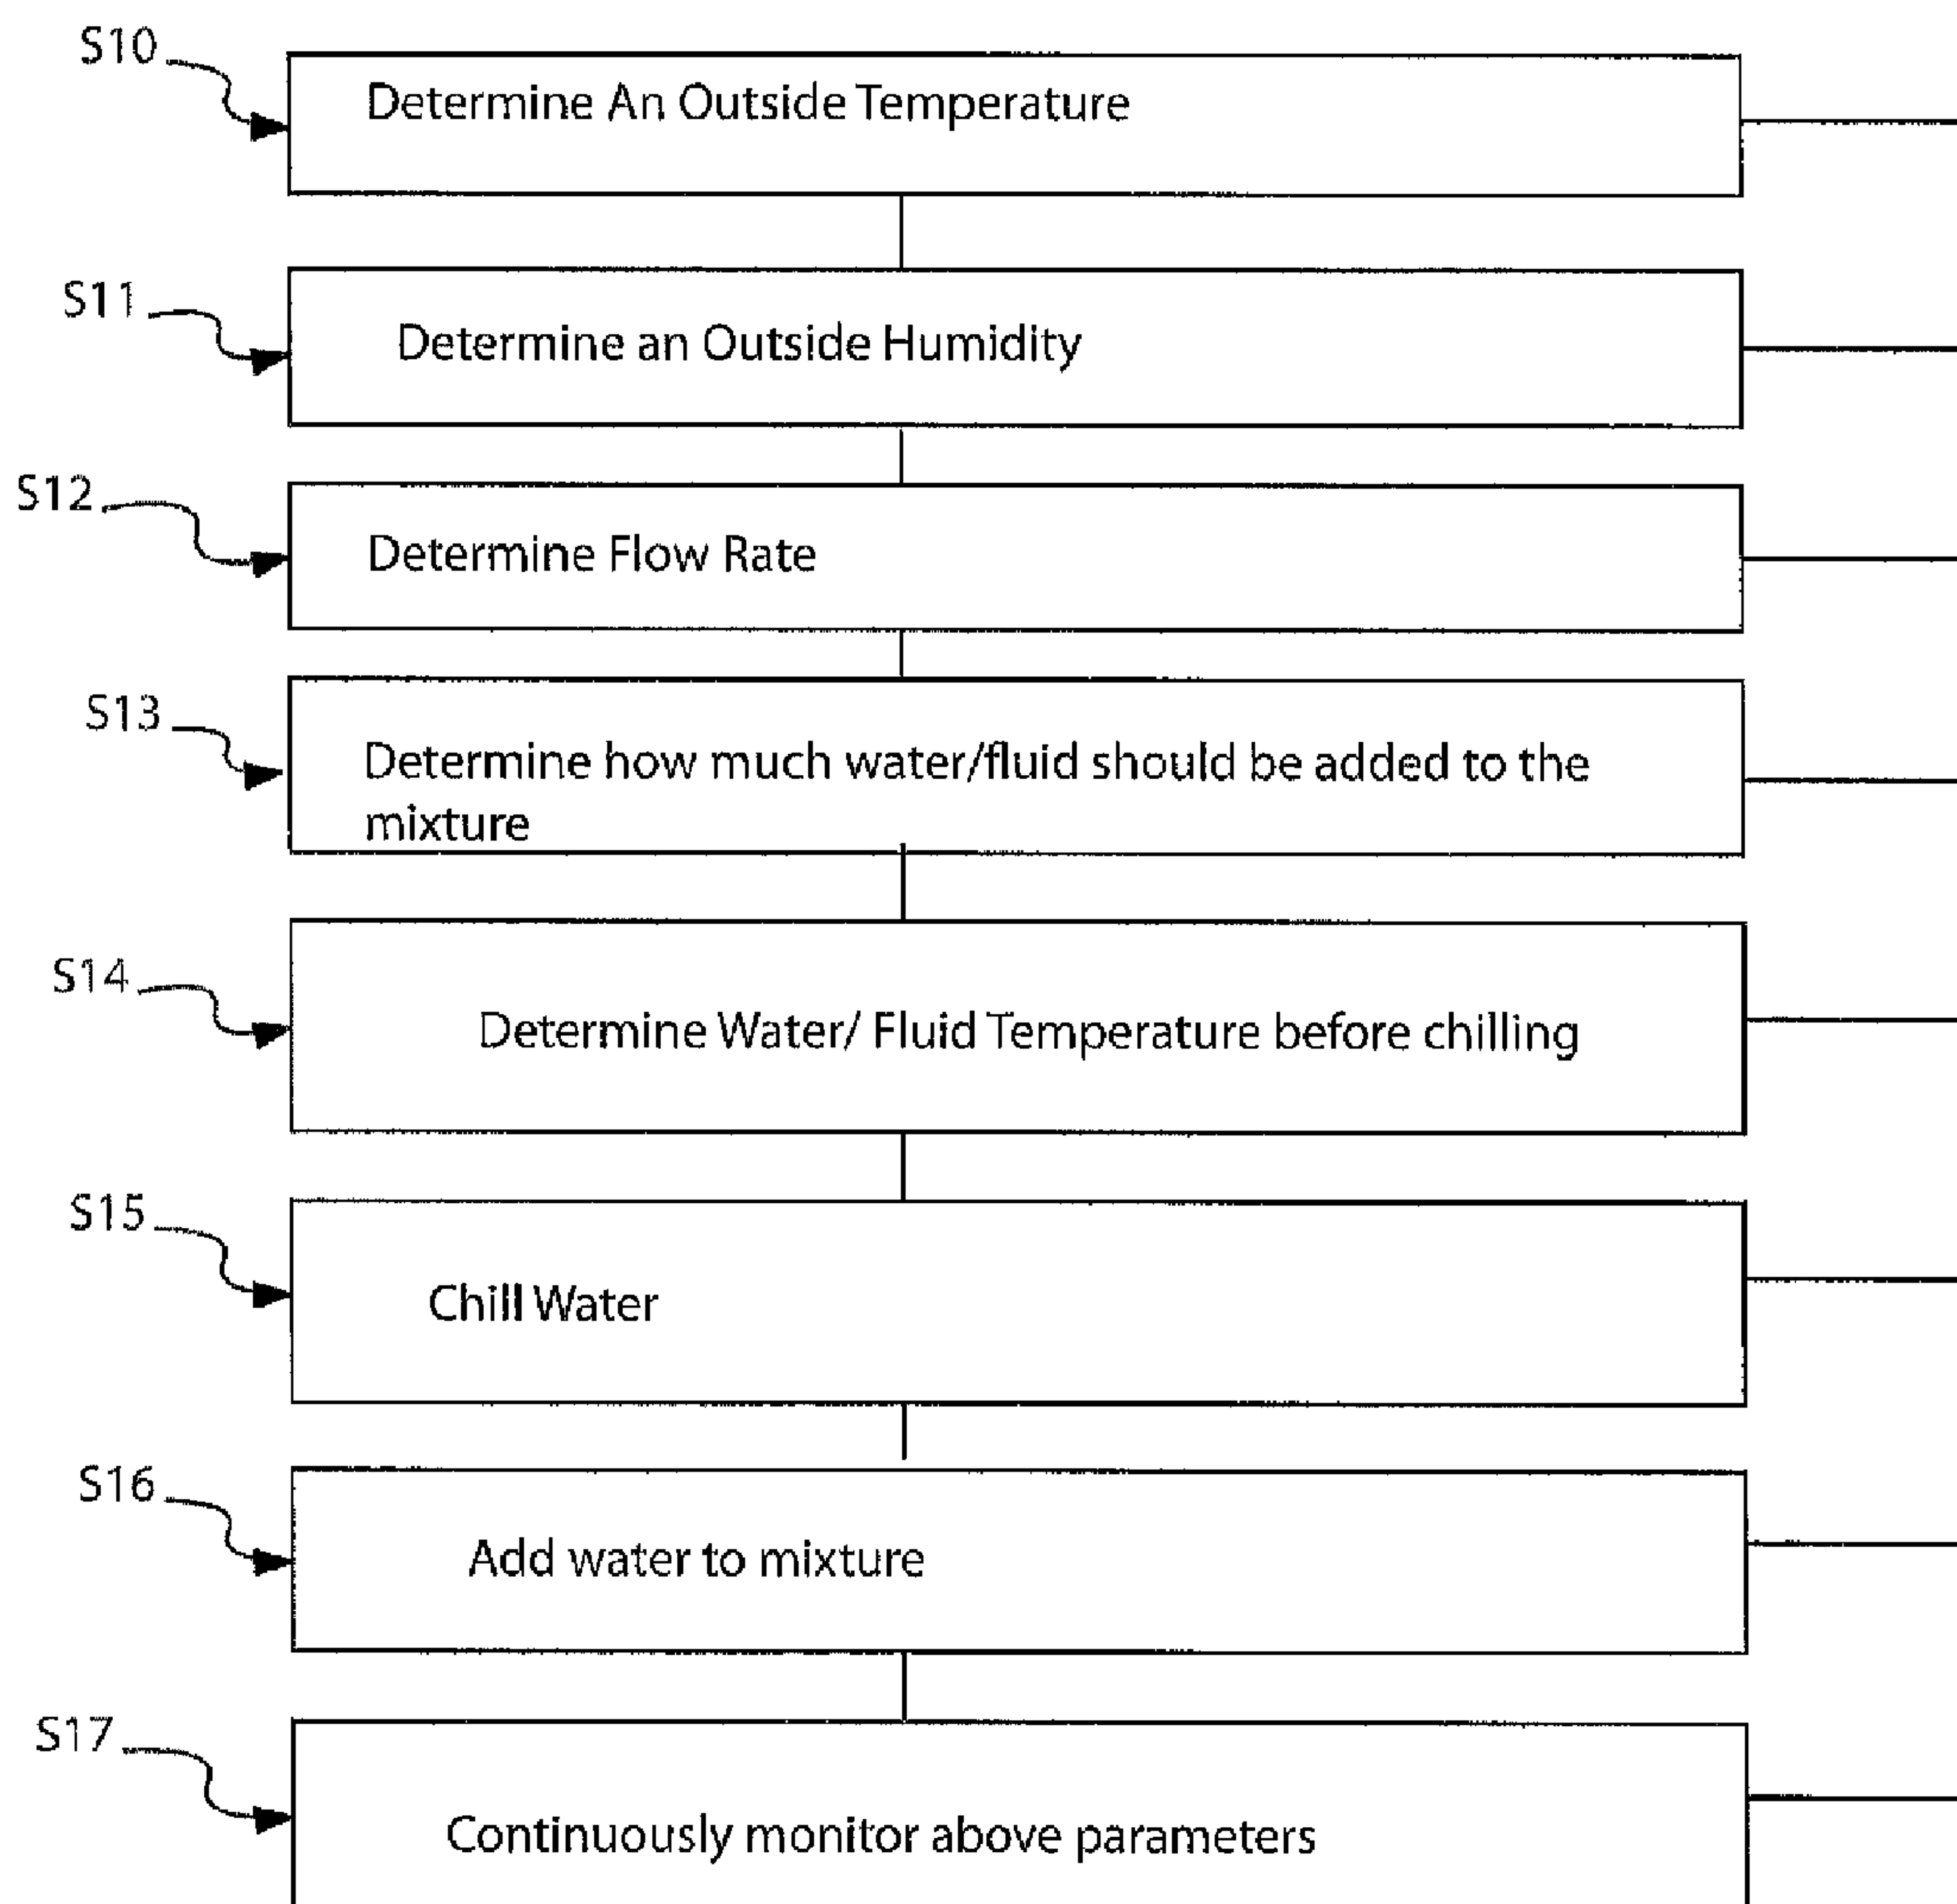 S10
Determine An Outside Temperature
S11
Determine an Outside Humidity
S12
Determine Flow Rate
S13
Determine how much water/fluid should be added to the
mixture
S14
Determine Water/ Fluid Temperature before chilling
S15
Chill Water
S16
Add water to mixture
S17
Continuously monitor above parameters